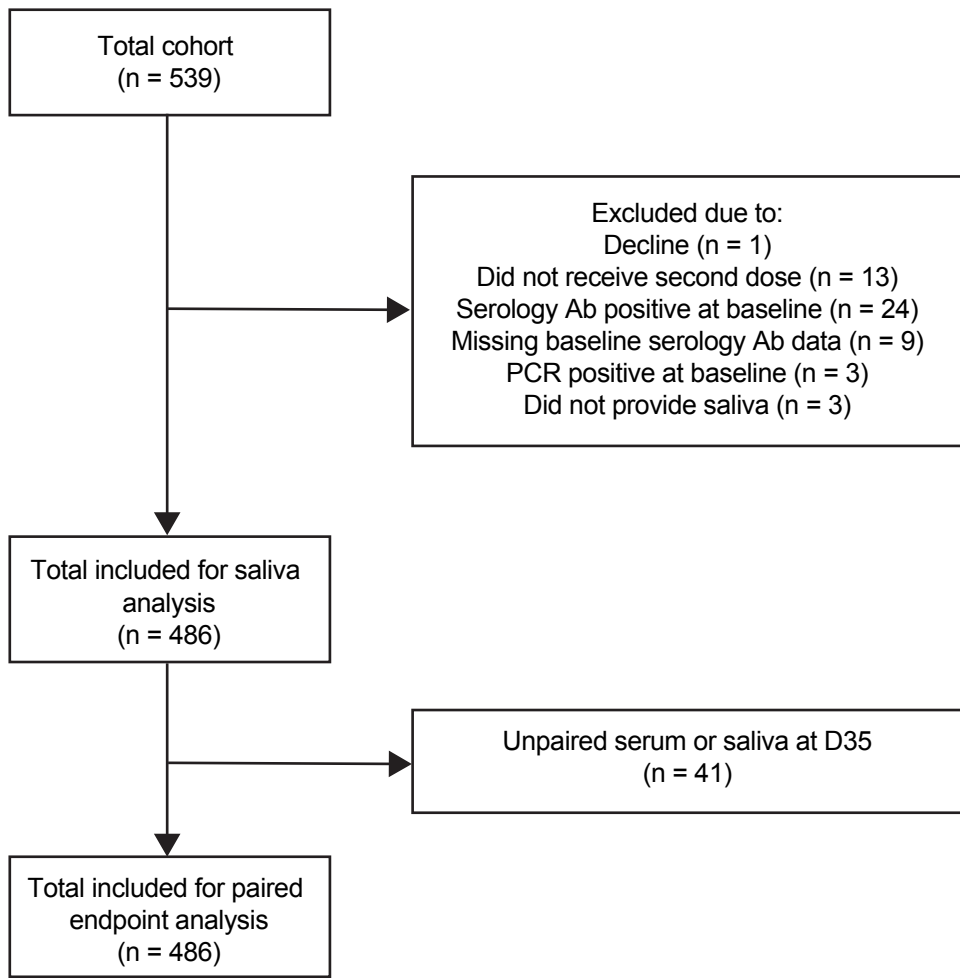 Total cohort
(n = 539)
Excluded due to:
Decline (n = 1)
Did not receive second dose (n = 13)
Serology Ab positive at baseline (n = 24)
Missing baseline serology Ab data (n = 9)
PCR positive at baseline (n = 3)
Did not provide saliva (n = 3)
Total included for saliva
analysis
(n = 486)
Unpaired serum or saliva at D35
(n = 41)
Total included for paired
endpoint analysis
(n = 486)